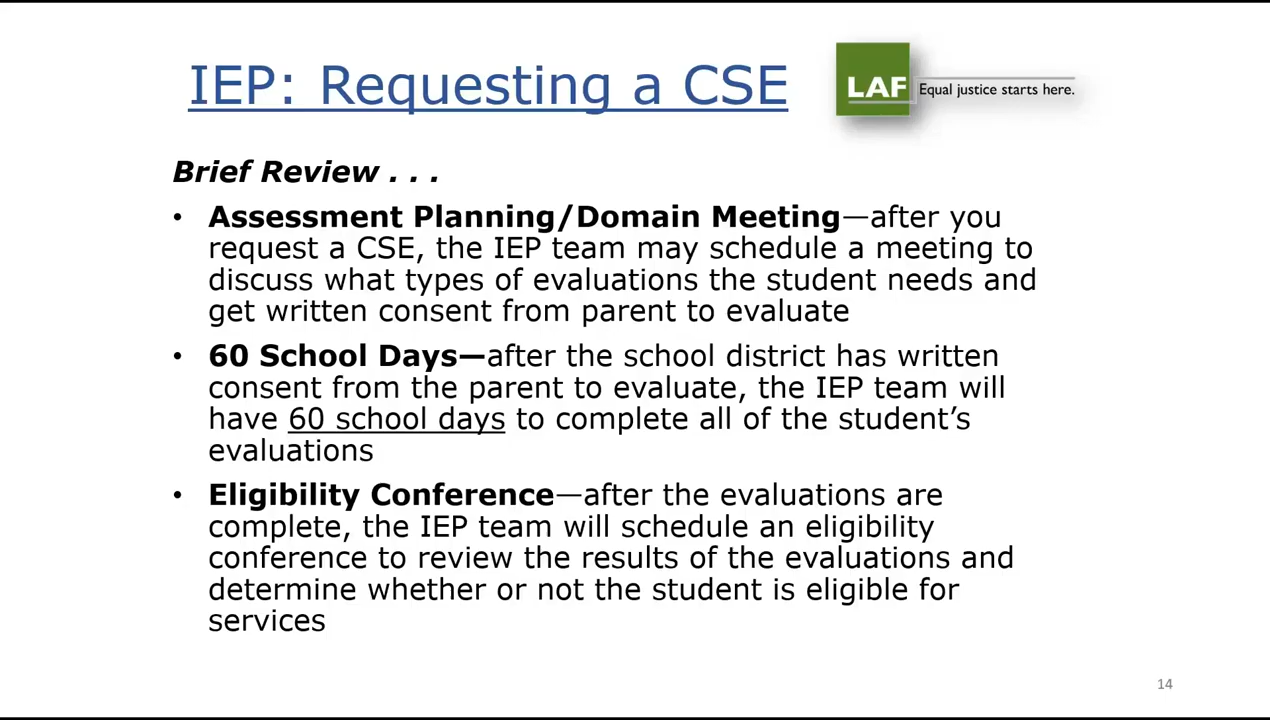 IEP: Requesting a CSE
LAF
Equal justice starts here.
Brief Review . . .
• Assessment Planning/Domain Meeting—after you
request a CSE, the IEP team may schedule a meeting to
discuss what types of evaluations the student needs and
get written consent from parent to evaluate
• 60 School Days—after the school district has written
consent from the parent to evaluate, the IEP team will
have 60 school days to complete all of the student’s
evaluations
• Eligibility Conference—after the evaluations are
complete, the IEP team will schedule an eligibility
conference to review the results of the evaluations and
determine whether or not the student is eligible for
services
14